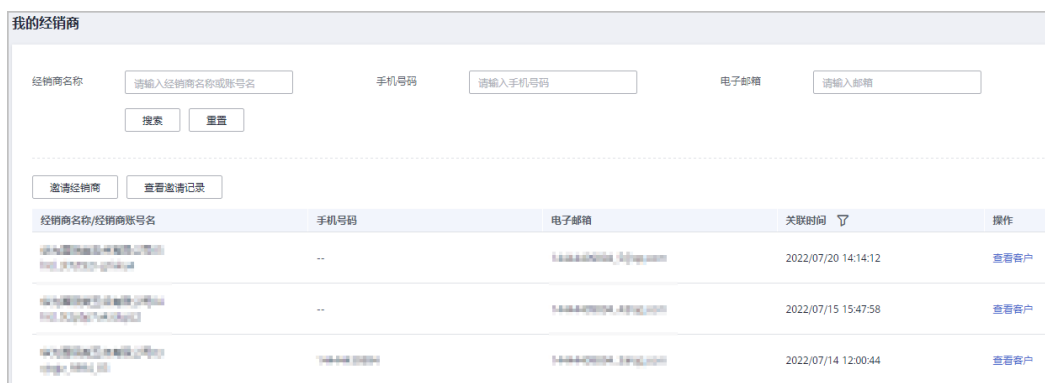 我的经销商
经销商名称 请输入经销商名称或账号名 手机号码 请输入手机号码 电子邮箱 请输入邮箱
搜索 重置
邀请经销商 查看邀请记录
经销商名称/经销商账号名 手机号码 电子邮箱 关联时间 操作
-- 2022/07/20 14:14:12 查看客户
-- 2022/07/15 15:47:58 查看客户
2022/07/14 12:00:44 查看客户